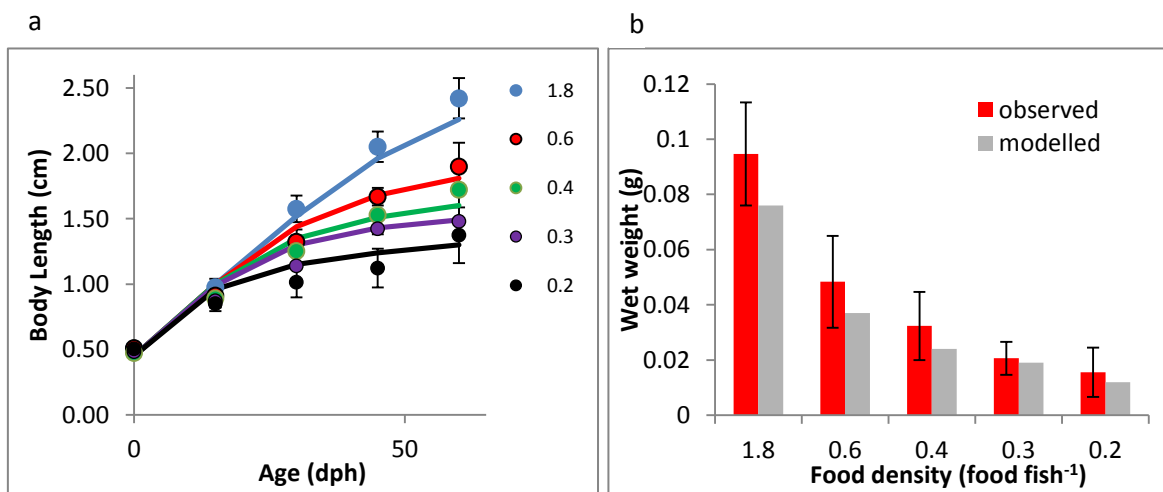 a
2.50
2.00
1.50
1.00
0.50
0.00
Body Length (cm)
0
50
Age (dph)
1.8
0.6
0.4
0.3
0.2
b
0.12
0.1
0.08
0.06
0.04
0.02
0
Wet weight (g)
observed
modelled
1.8 0.6 0.4 0.3 0.2
Food density (food fish-1)